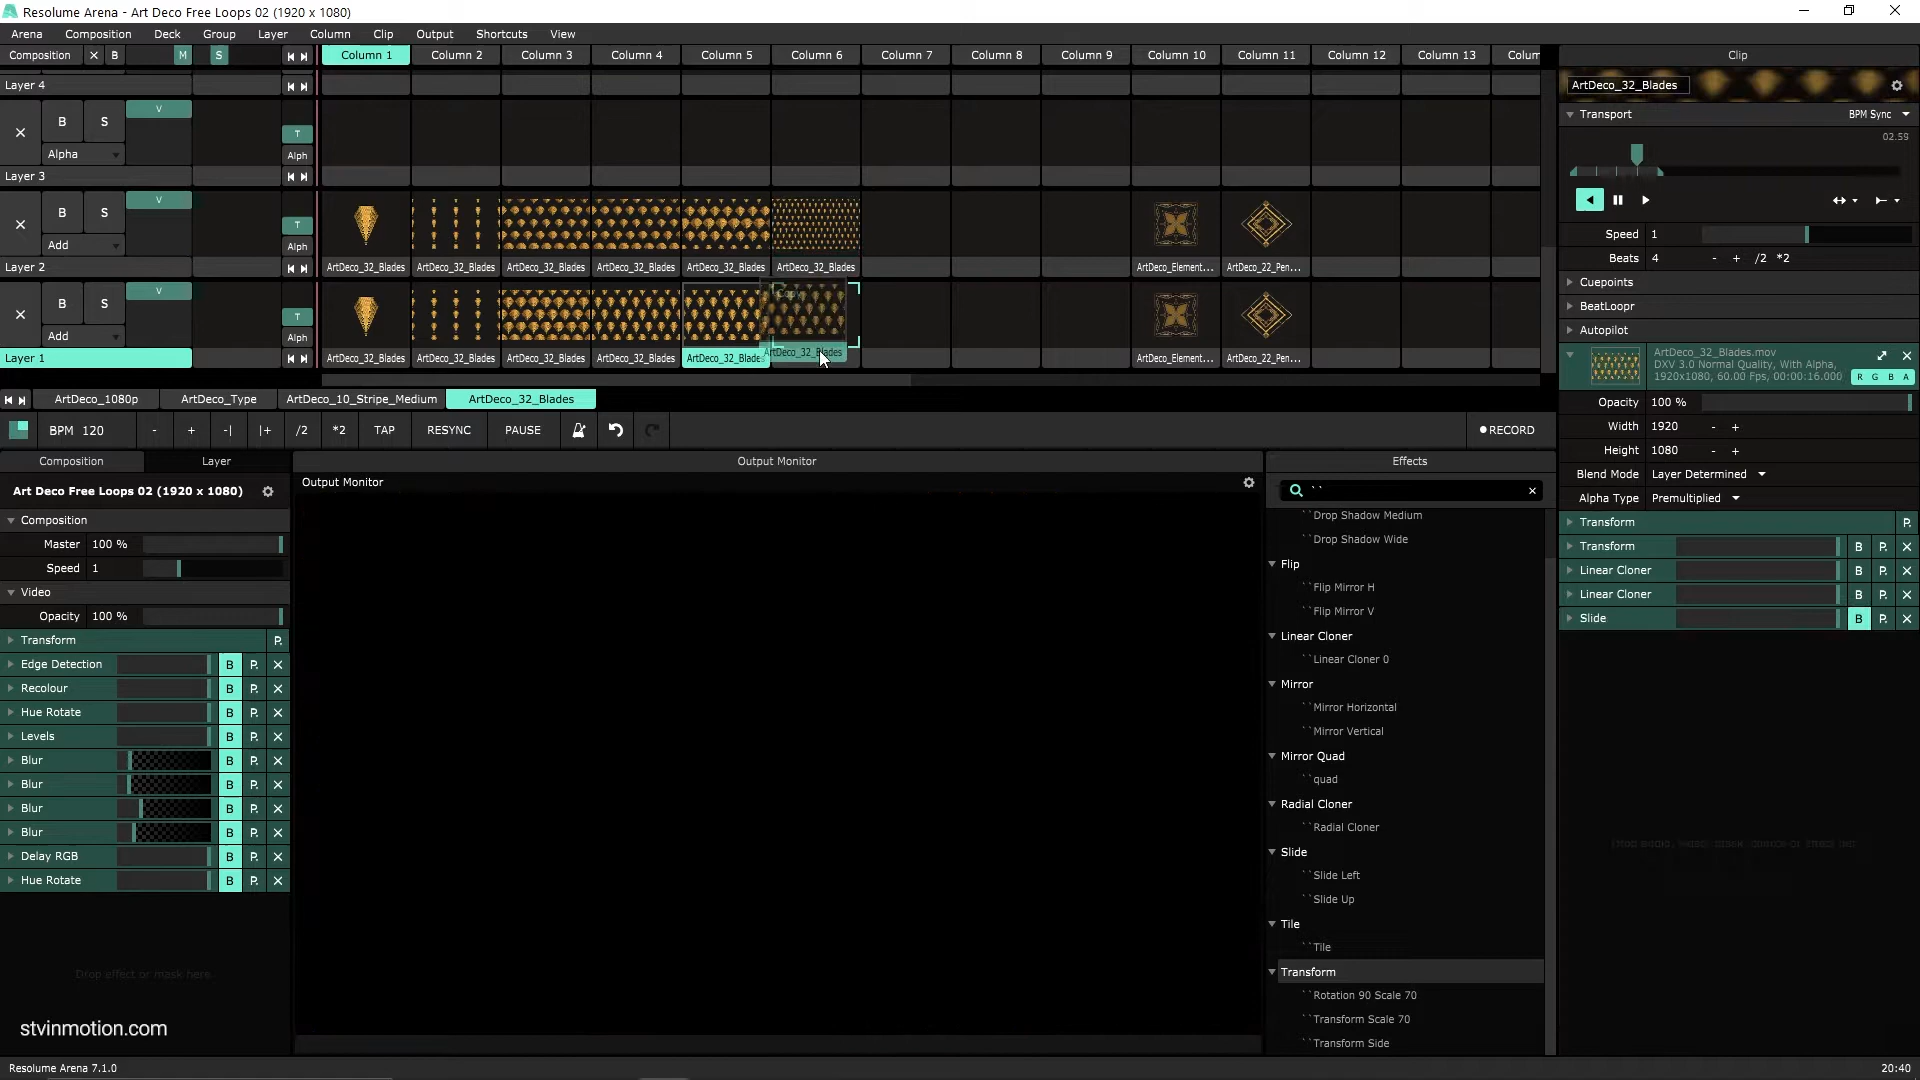 Resolume Arena - Art Deco Free Loops 02 (1920 x 1080)
Arena Composition Deck Group Layer Column Clip Output Shortcuts View
Composition B M S Column 1 Column 2 Column 3 Column 4 Column 5 Column 6 Column 7 Column 8 Column 9 Column 10 Column 11 Column 12 Column 13 Colum
Layer 4
B S V T
Alpha Alph
Layer 3
B S V T
Add Alph
Layer 2 ArtDeco_32_Blades ArtDeco_32_Blades ArtDeco_32_Blades ArtDeco_32_Blades ArtDeco_32_Blades ArtDeco_32_Blades ArtDeco_Element... ArtDeco_22_Pen...
B S V T
Copy
Add Alph
ArtDeco_32_Blades
Layer 1 ArtDeco_32_Blades ArtDeco_32_Blades ArtDeco_32_Blades ArtDeco_32_Blades ArtDeco_32_Blades ArtDeco_Element... ArtDeco_22_Pen...
ArtDeco_1080p ArtDeco_Type ArtDeco_10_Stripe_Medium ArtDeco_32_Blades
BPM 120 - + -| |+ /2 *2 TAP RESYNC PAUSE RECORD
Composition Layer
Art Deco Free Loops 02 (1920 x 1080)
Composition
Master 100 %
Speed 1
Video
Opacity 100 %
Transform P.
Edge Detection B P.
Recolour B P.
Hue Rotate B P.
Levels B P.
Blur B P.
Blur B P.
Blur B P.
Blur B P.
Delay RGB B P.
Hue Rotate B P.
Drop effect or mask here.
stvinmotion.com
Output Monitor
Output Monitor
Effects
``
``Drop Shadow Medium
``Drop Shadow Wide
Flip
``Flip Mirror H
``Flip Mirror V
Linear Cloner
``Linear Cloner 0
Mirror
``Mirror Horizontal
``Mirror Vertical
Mirror Quad
``quad
Radial Cloner
``Radial Cloner
Slide
``Slide Left
``Slide Up
Tile
``Tile
Transform
``Rotation 90 Scale 70
``Transform Scale 70
``Transform Side
Clip
ArtDeco_32_Blades
Transport BPM Sync
02.59
Speed 1
Beats 4 - + /2 *2
Cuepoints
BeatLoopr
Autopilot
ArtDeco_32_Blades.mov
DXV 3.0 Normal Quality, With Alpha,
1920x1080, 60.00 Fps, 00:00:16.000 R G B A
Opacity 100 %
Width 1920 - +
Height 1080 - +
Blend Mode Layer Determined
Alpha Type Premultiplied
Transform P.
Transform B P.
Linear Cloner B P.
Linear Cloner B P.
Slide B P.
Resolume Arena 7.1.0
20:40